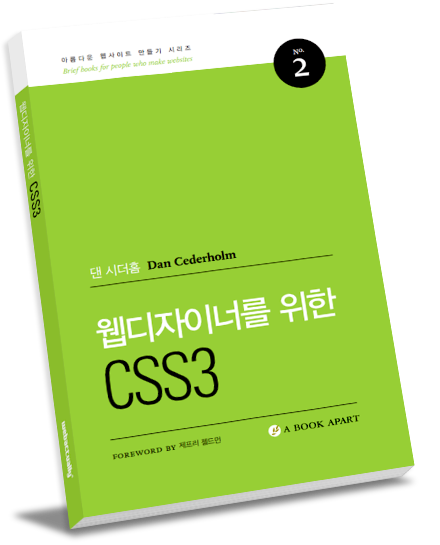 아름다운 웹사이트 만들기 시리즈
Brief books for people who make websites
No.
2
댄 시더홈 Dan Cederholm
웹디자이너를 위한
CSS3
FOREWORD BY 제프리 젤드만
A BOOK APART
웹디자이너를 위한 CSS3